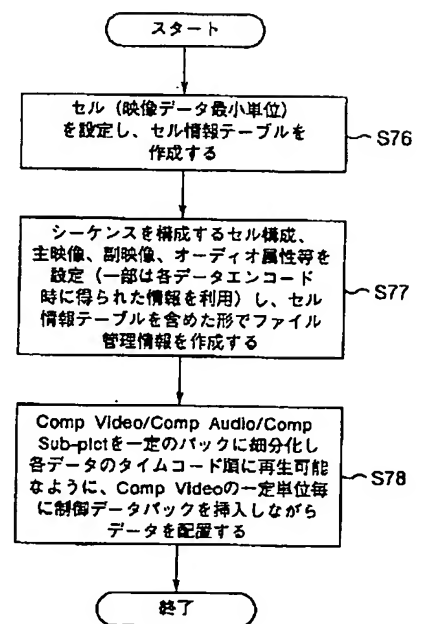 スタート
セル（映像データ最小単位）
を設定し、セル情報テーブルを
作成する
S76
シーケンスを構成するセル構成、
主映像、副映像、オーディオ属性等を
設定（一部は各データエンコード
時に得られた情報を利用）し、セル
情報テーブルを含めた形でファイル
管理情報を作成する
S77
Comp Video/Comp Audio/Comp
Sub-pictを一定のパックに細分化し
各データのタイムコード順に再生可能
なように、Comp Videoの一定単位毎
に制御データパックを挿入しながら
データを配置する
S78
終了